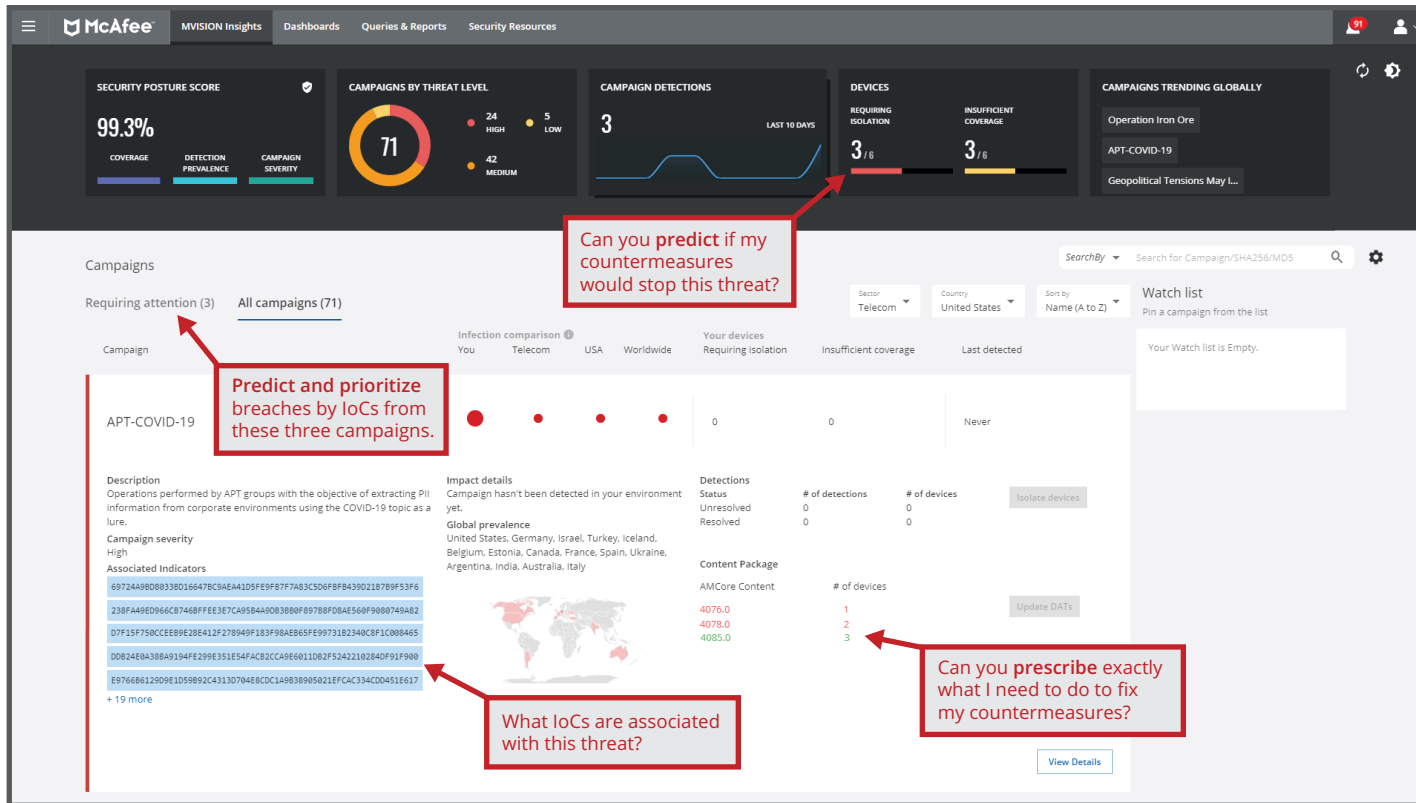 McAfee
MVISION Insights
Dashboards
Queries & Reports
Security Resources
91
SECURITY POSTURE SCORE
99.3%
COVERAGE
DETECTION
PREVALENCE
CAMPAIGN
SEVERITY
CAMPAIGNS BY THREAT LEVEL
71
24
HIGH
5
LOW
42
MEDIUM
CAMPAIGN DETECTIONS
3
LAST 10 DAYS
DEVICES
REQUIRING
ISOLATION
3/6
INSUFFICIENT
COVERAGE
3/6
CAMPAIGNS TRENDING GLOBALLY
Operation Iron Ore
APT-COVID-19
Geopolitical Tensions May I...
Can you predict if my
countermeasures
would stop this threat?
Campaigns
SearchBy
Search for Campaign/SHA256/MD5
Requiring attention (3)
All campaigns (71)
Sector
Telecom
Country
United States
Sort by
Name (A to Z)
Watch list
Pin a campaign from the list
Your Watch list is Empty.
Campaign
Infection comparison
You
Telecom
USA
Worldwide
Your devices
Requiring isolation
Insufficient coverage
Last detected
Predict and prioritize
breaches by IoCs from
these three campaigns.
APT-COVID-19
0
0
Never
Description
Operations performed by APT groups with the objective of extracting PII
information from corporate environments using the COVID-19 topic as a
lure.
Campaign severity
High
Associated Indicators
69724A9BD8033BD16647BC9AEA41D5FE9FB7F7A83C5D6FBFB439D21B7B9F53F6
238FA49ED966CB746BFFEE3E7CA95B4A9DB3BB0F897B8FD8AE560F9080749A82
D7F15F750CCEEB9E28E412F278949F183F98AEB65FE99731B2340C8F1C008465
DDB24E0A38BA9194FE299E351E54FACB2CCA9E6011DB2F5242210284DF91F900
E9766B6129D9E1D59B92C4313D704E8CDC1A9B38905021EFCAC334CDD451E617
+ 19 more
Impact details
Campaign hasn't been detected in your environment
yet.
Global prevalence
United States, Germany, Israel, Turkey, Iceland,
Belgium, Estonia, Canada, France, Spain, Ukraine,
Argentina, India, Australia, Italy
Detections
Status
# of detections
# of devices
Unresolved
0
0
Resolved
0
0
Isolate devices
Content Package
AMCore Content
# of devices
4076.0
1
4078.0
2
4085.0
3
Update DATs
Can you prescribe exactly
what I need to do to fix
my countermeasures?
What IoCs are associated
with this threat?
View Details